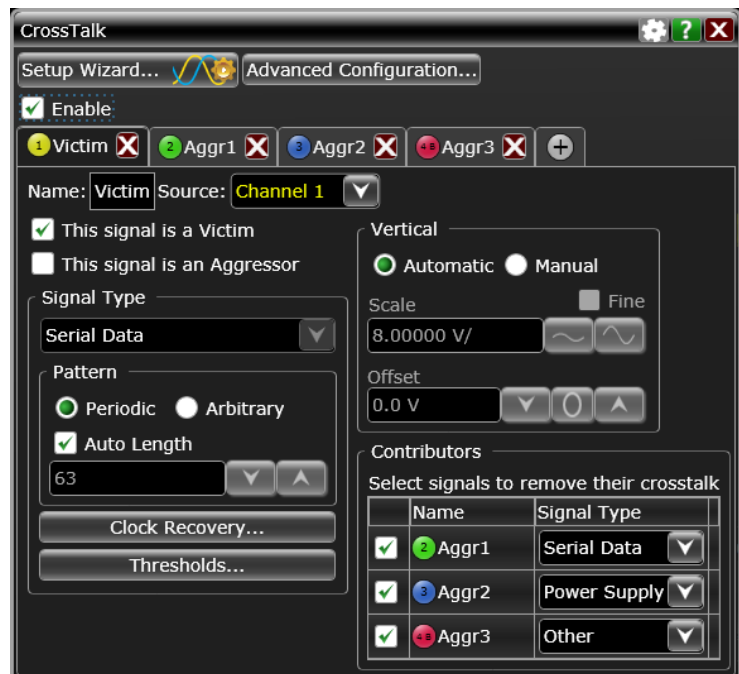 CrossTalk ? X
Setup Wizard... Advanced Configuration...
Enable
1 Victim X 2 Aggr1 X 3 Aggr2 X 4B Aggr3 X +
Name: Victim Source: Channel 1
This signal is a Victim
This signal is an Aggressor
Signal Type
Serial Data
Pattern
Periodic Arbitrary
Auto Length
63
Clock Recovery...
Thresholds...
Vertical
Automatic Manual
Scale Fine
8.00000 V/
Offset
0.0 V 0
Contributors
Select signals to remove their crosstalk
Name Signal Type
2 Aggr1 Serial Data
3 Aggr2 Power Supply
4B Aggr3 Other